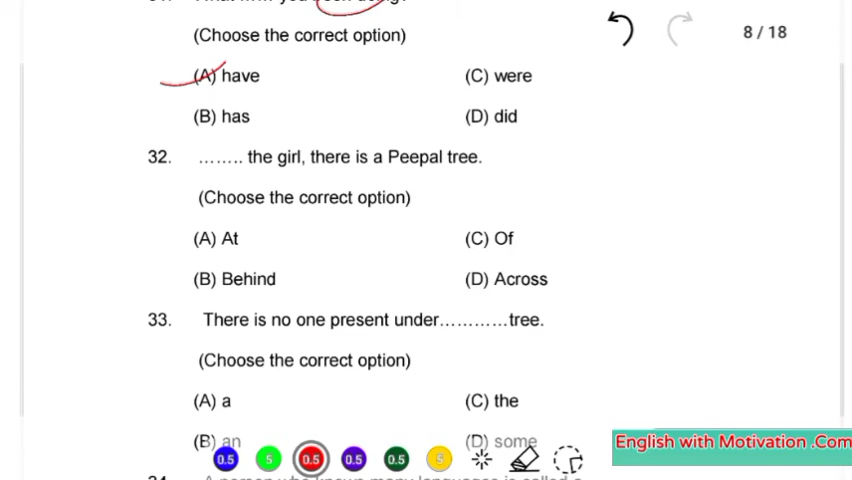 (Choose the correct option)
8 / 18
(A) have
(C) were
(B) has
(D) did
32. …….. the girl, there is a Peepal tree.
(Choose the correct option)
(A) At
(C) Of
(B) Behind
(D) Across
33. There is no one present under…………tree.
(Choose the correct option)
(A) a
(C) the
(B) an
(D) some
0.5 5 0.5 0.5 0.5 5
English with Motivation .Com